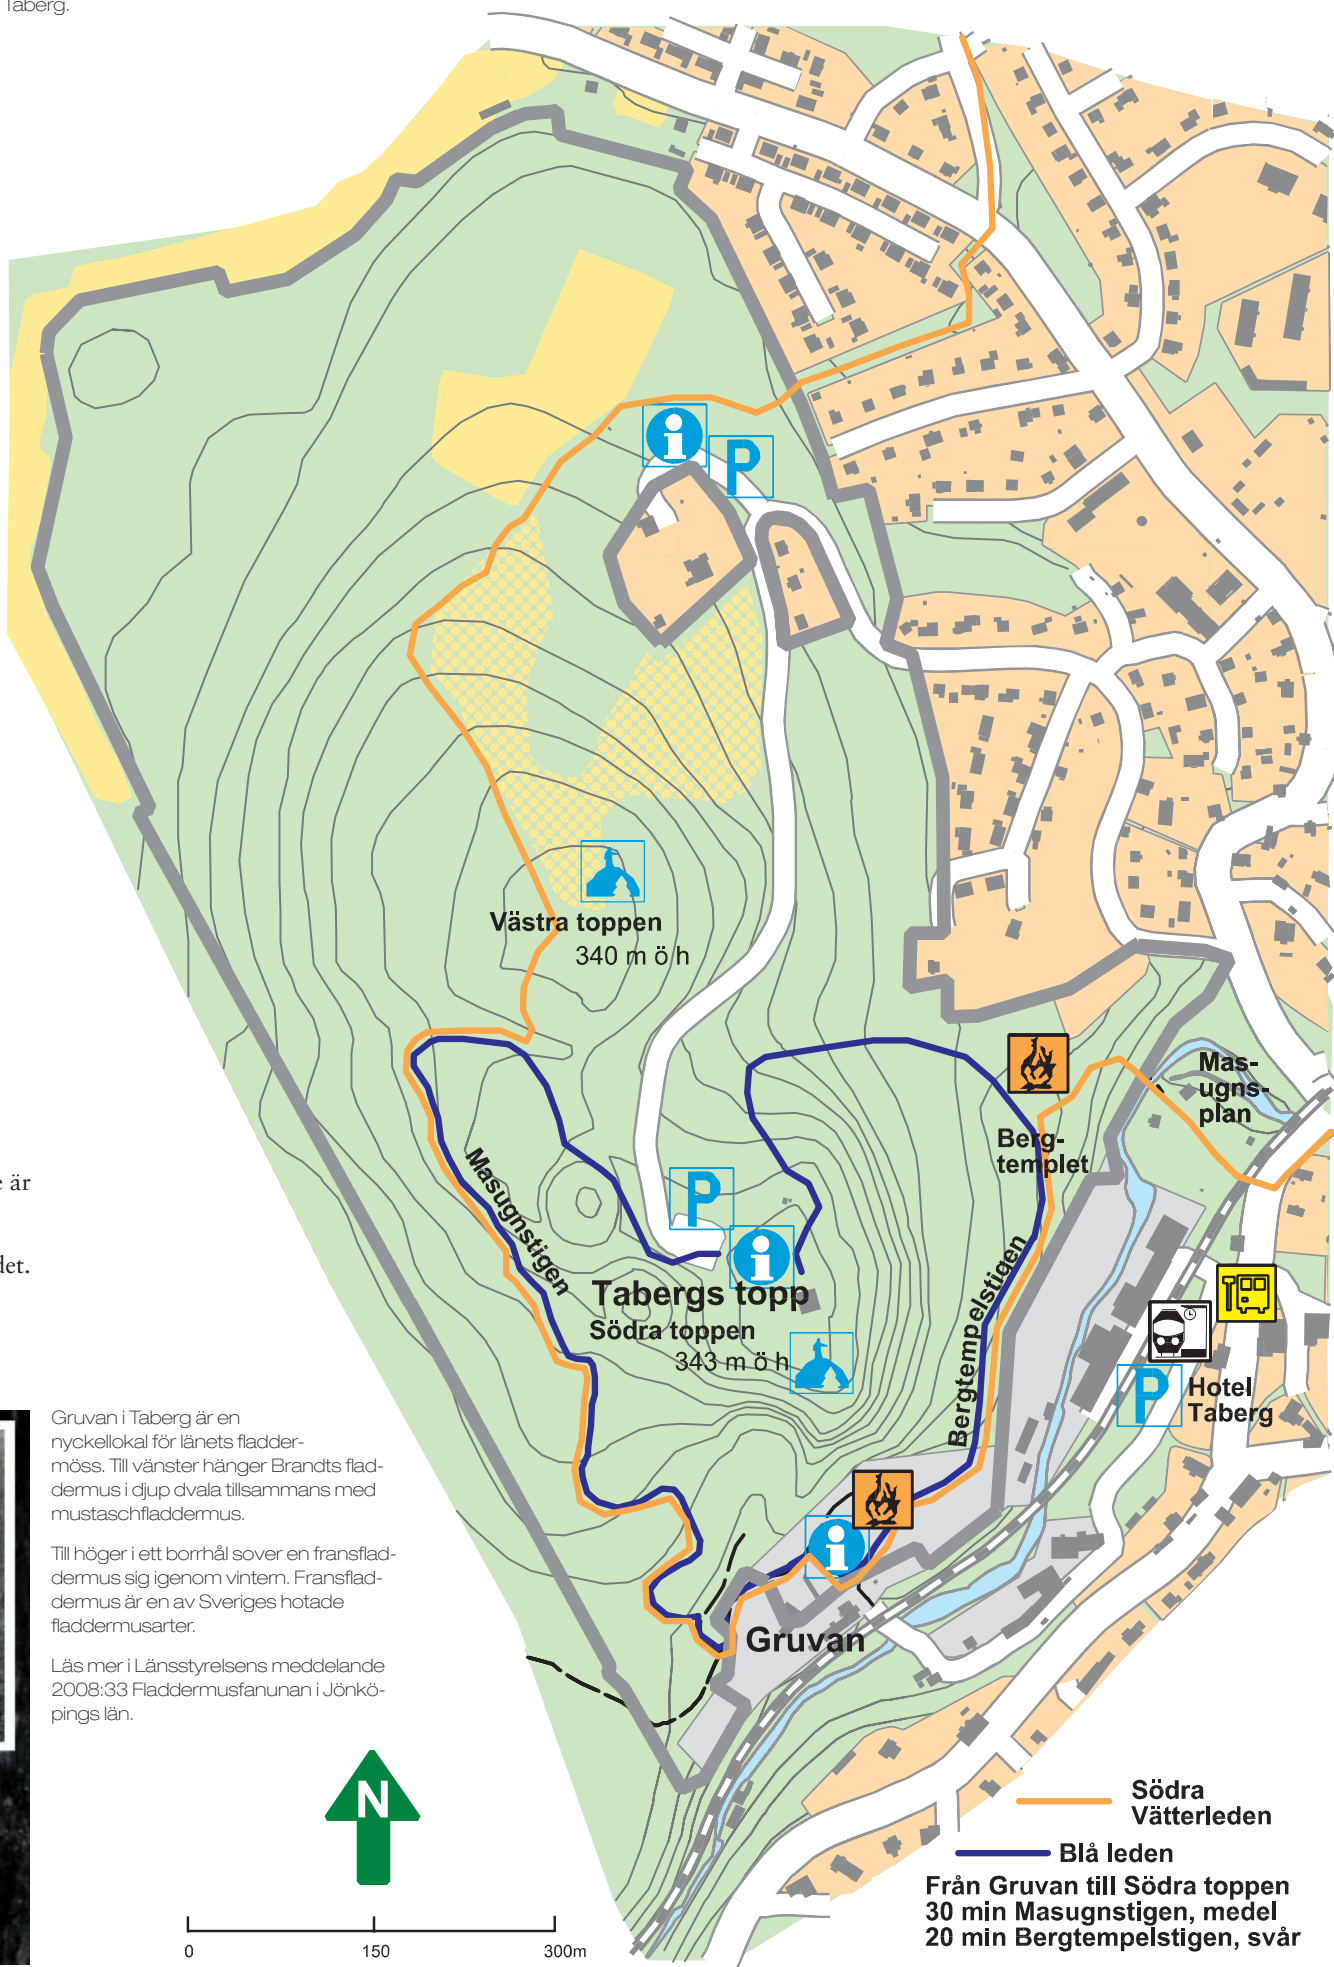 Taberg.
P
Västra toppen
340 m ö h
Mas-
ugns-
plan
Berg-
templet
e är
Masugnstigen
P
det.
Bergtempelstigen
Tabergs topp
Södra toppen
343 m ö h
P
Hotel
Taberg
Gruvan i Taberg är en
nyckellokal för länets fladder-
möss. Till vänster hänger Brandts flad-
dermus i djup dvala tillsammans med
mustaschfladdermus.
Till höger i ett borrhål sover en fransflad-
dermus sig igenom vintern. Fransflad-
dermus är en av Sveriges hotade
fladdermusarter.
Läs mer i Länsstyrelsens meddelande
2008:33 Fladdermusfanunan i Jönkö-
pings län.
Gruvan
N
Södra
Vätterleden
Blå leden
Från Gruvan till Södra toppen
30 min Masugnstigen, medel
20 min Bergtempelstigen, svår
0 150 300m